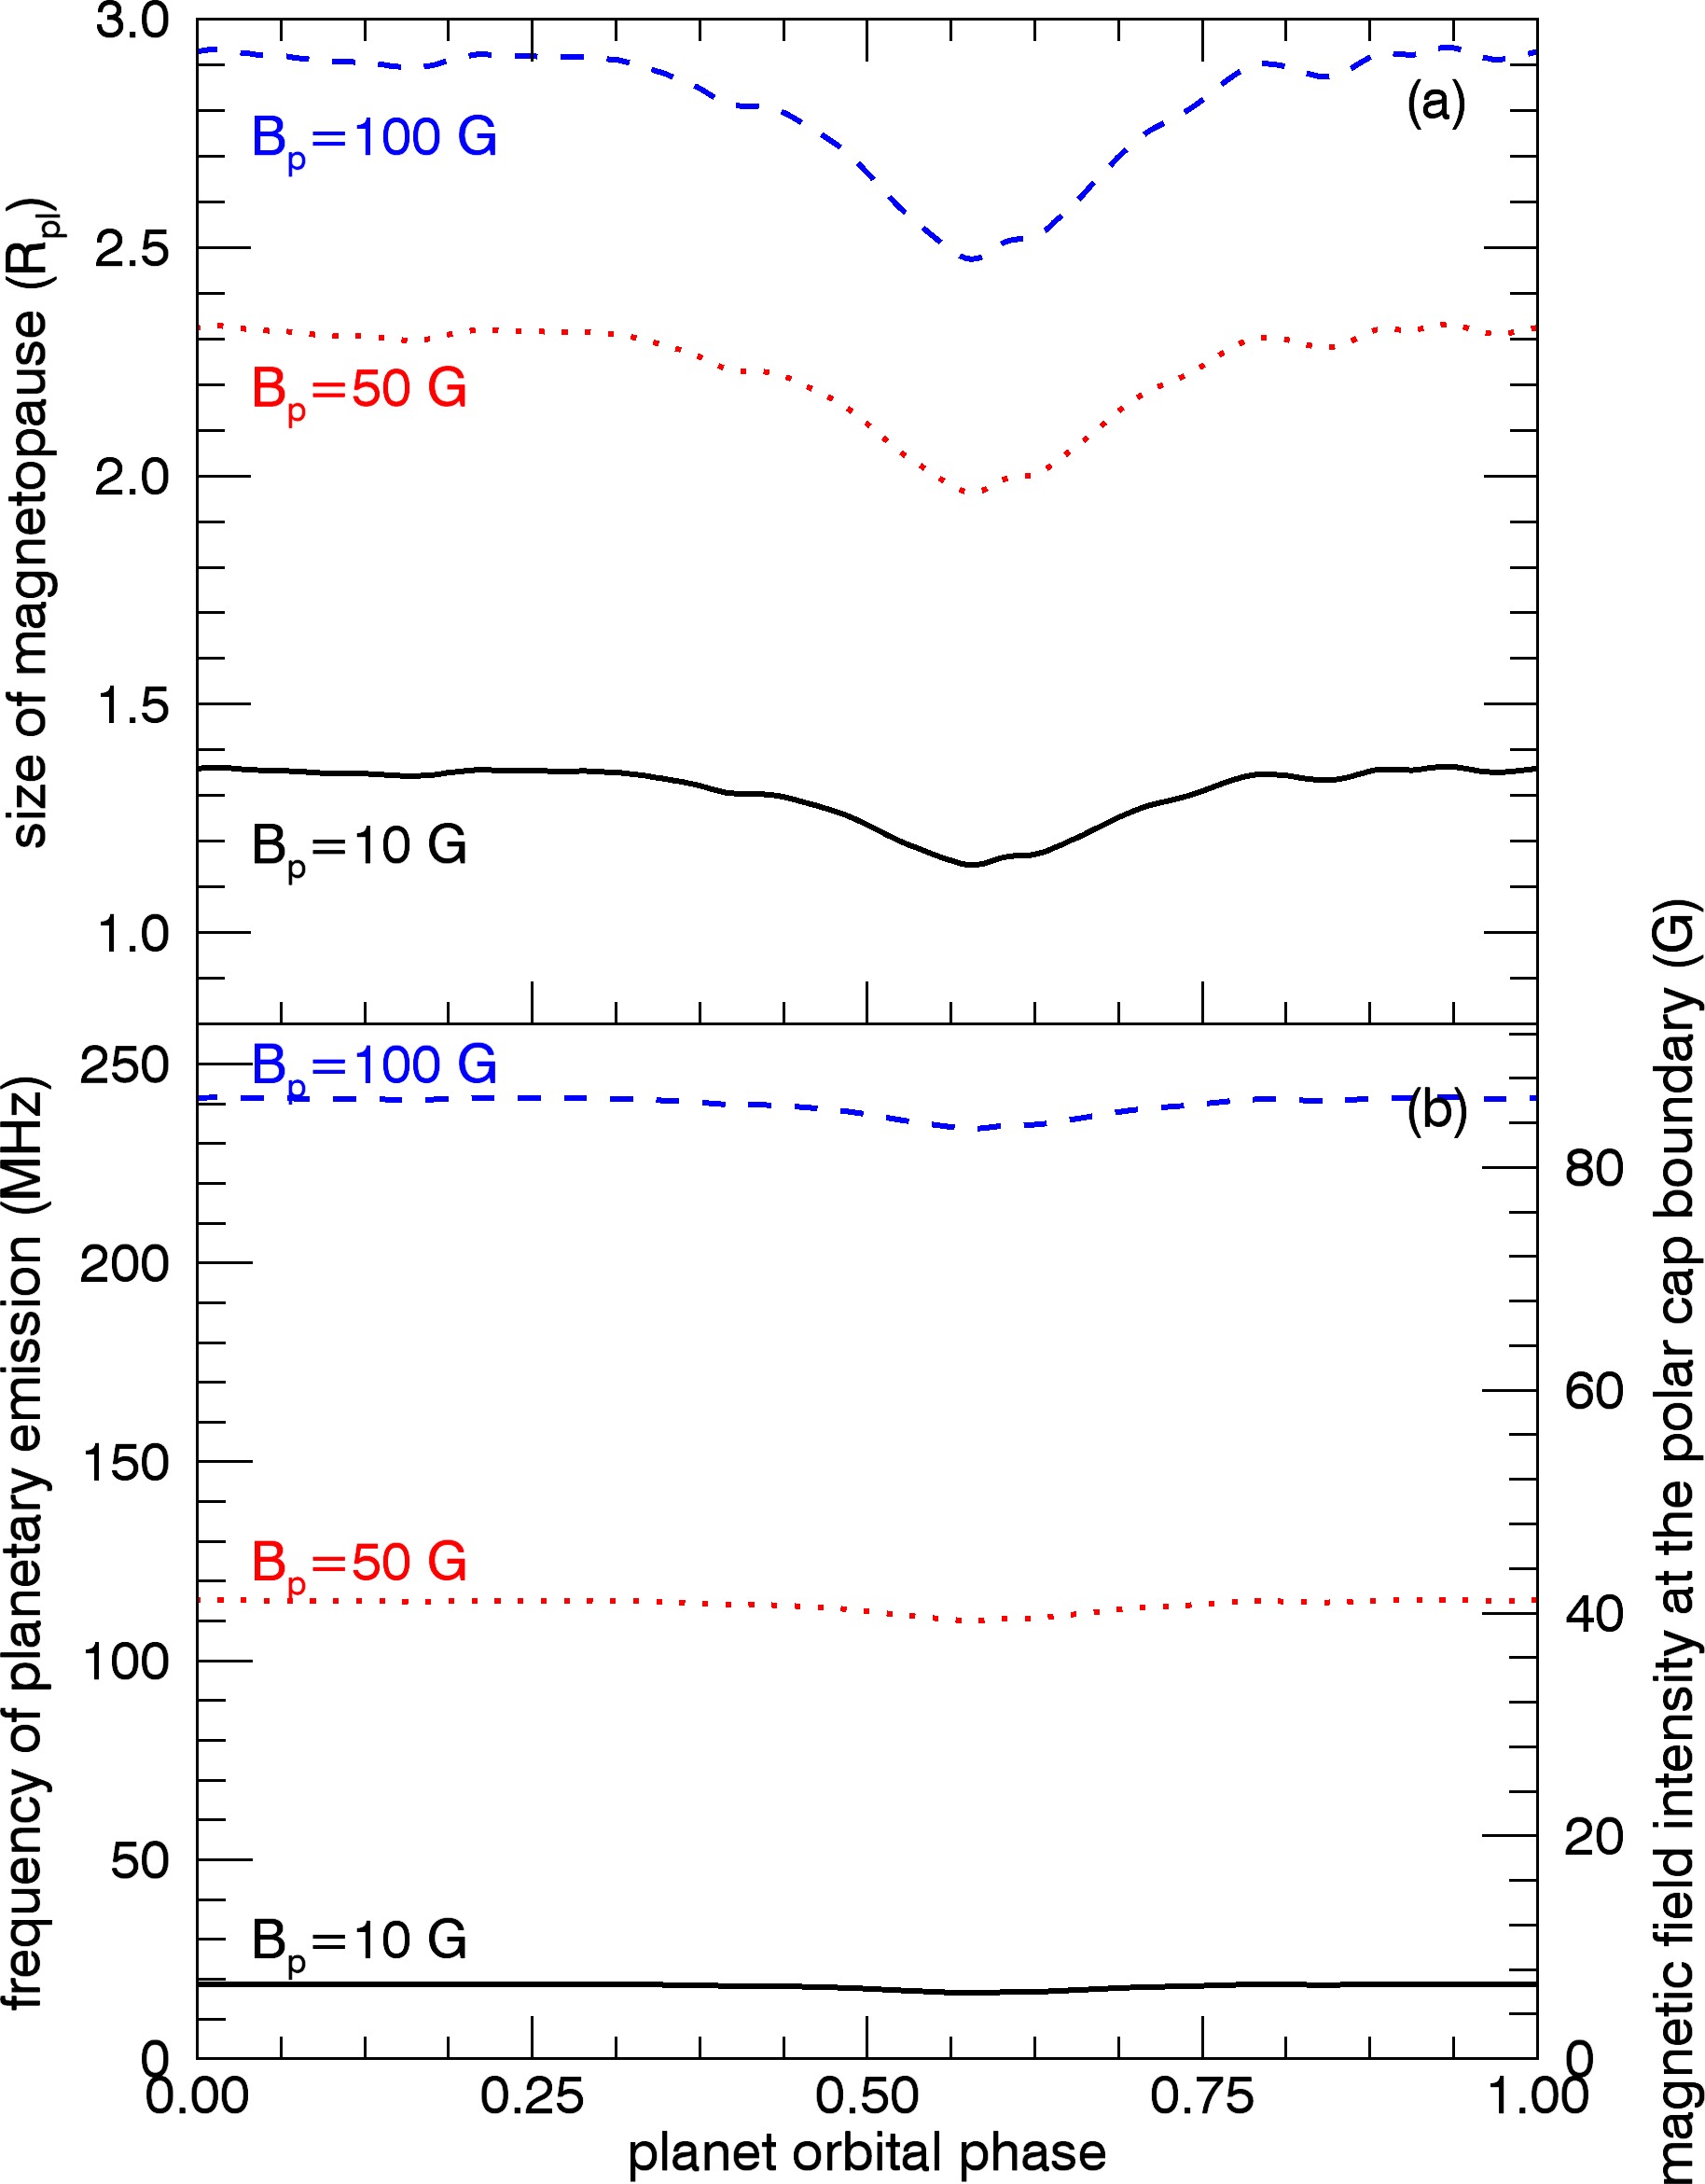 3.0
(a)
B_p=100 G
2.5
B_p=50 G
2.0
1.5
B_p=10 G
1.0
size of magnetopause (R_pl)
250
B_p=100 G
(b)
80
200
60
150
B_p=50 G
40
100
50
20
B_p=10 G
0
0
frequency of planetary emission (MHz)
magnetic field intensity at the polar cap boundary (G)
0.00 0.25 0.50 0.75 1.00
planet orbital phase